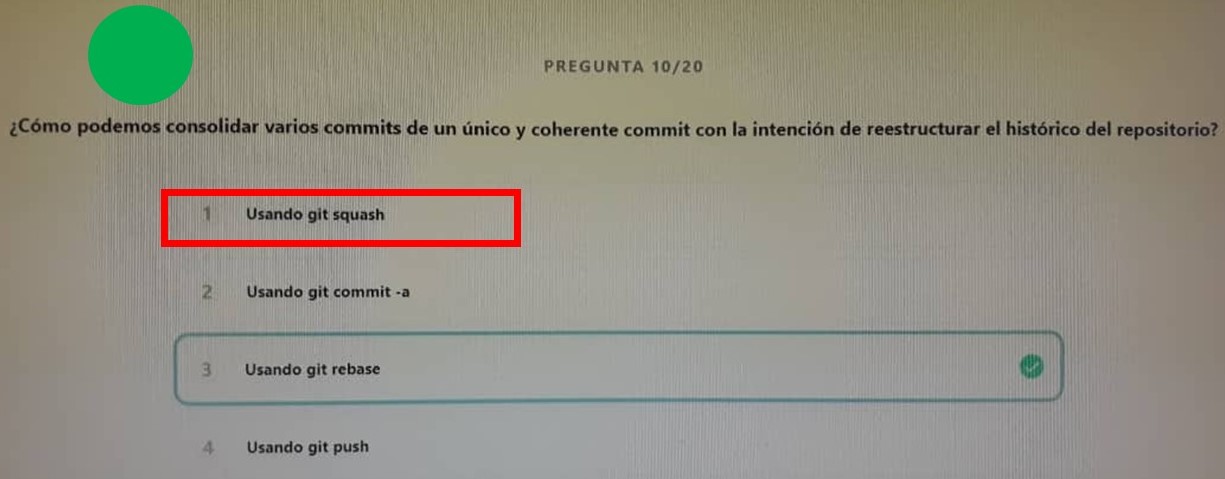 PREGUNTA 10/20
¿Cómo podemos consolidar varios commits de un único y coherente commit con la intención de reestructurar el histórico del repositorio?
1 Usando git squash
2 Usando git commit -a
3 Usando git rebase
4 Usando git push